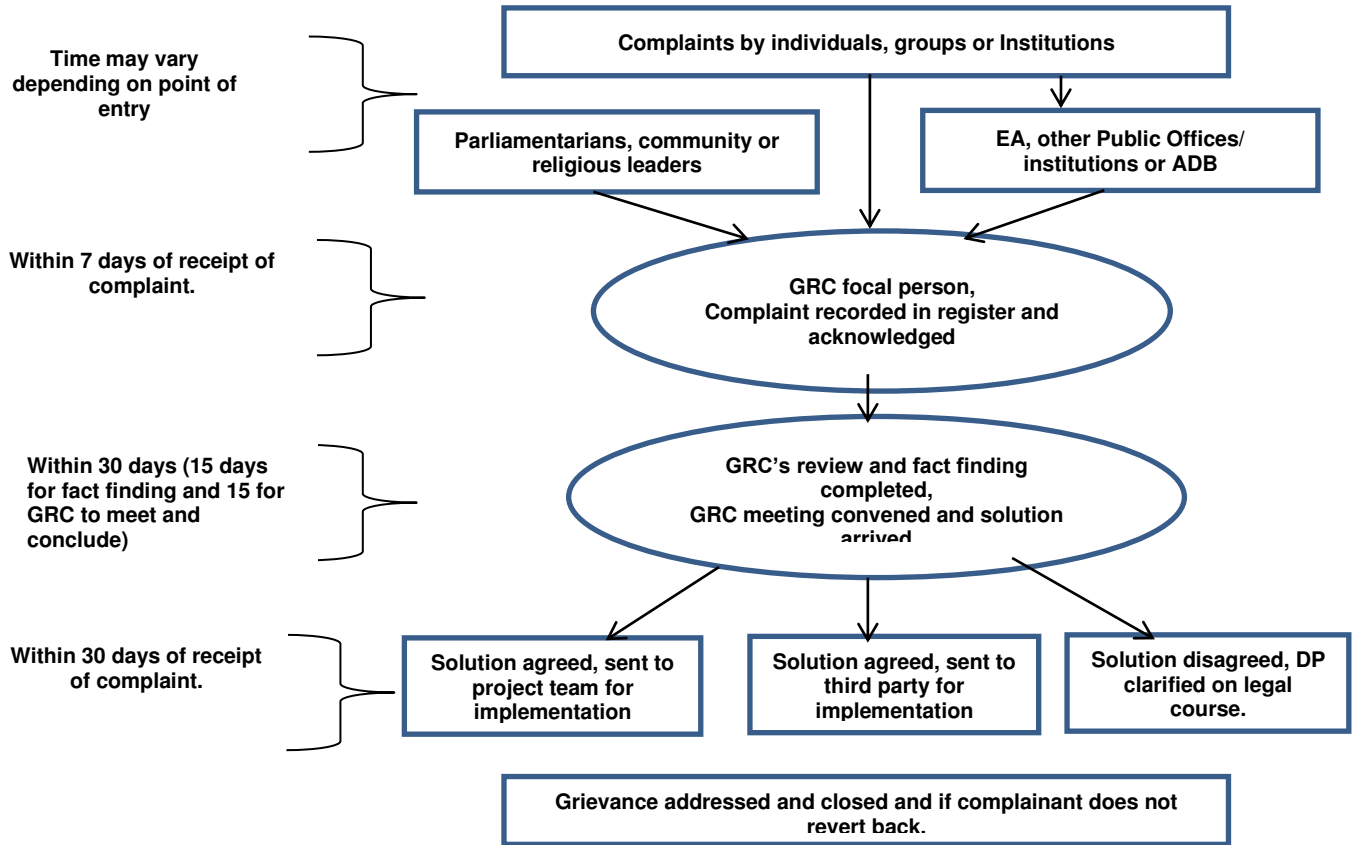 Complaints by individuals, groups or Institutions
Time may vary
depending on point of
entry
Parliamentarians, community or
religious leaders
EA, other Public Offices/
institutions or ADB
Within 7 days of receipt of
complaint.
GRC focal person,
Complaint recorded in register and
acknowledged
Within 30 days (15 days
for fact finding and 15 for
GRC to meet and
conclude)
GRC’s review and fact finding
completed,
GRC meeting convened and solution
arrived
Within 30 days of receipt
of complaint.
Solution agreed, sent to
project team for
implementation
Solution agreed, sent to
third party for
implementation
Solution disagreed, DP
clarified on legal
course.
Grievance addressed and closed and if complainant does not
revert back.